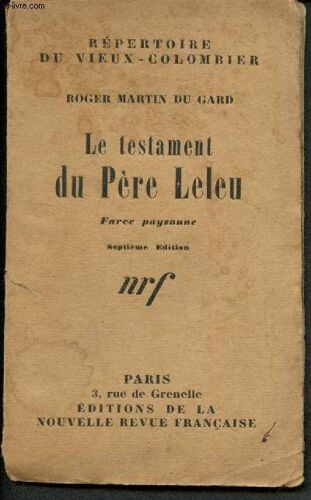 RÉPERTOIRE
DU VIEUX-COLOMBIER
ROGER MARTIN DU GARD
Le testament
du Père Leleu
Farce paysanne
Septième Edition
nrf
PARIS
3, rue de Grenelle
ÉDITIONS DE LA
NOUVELLE REVUE FRANÇAISE